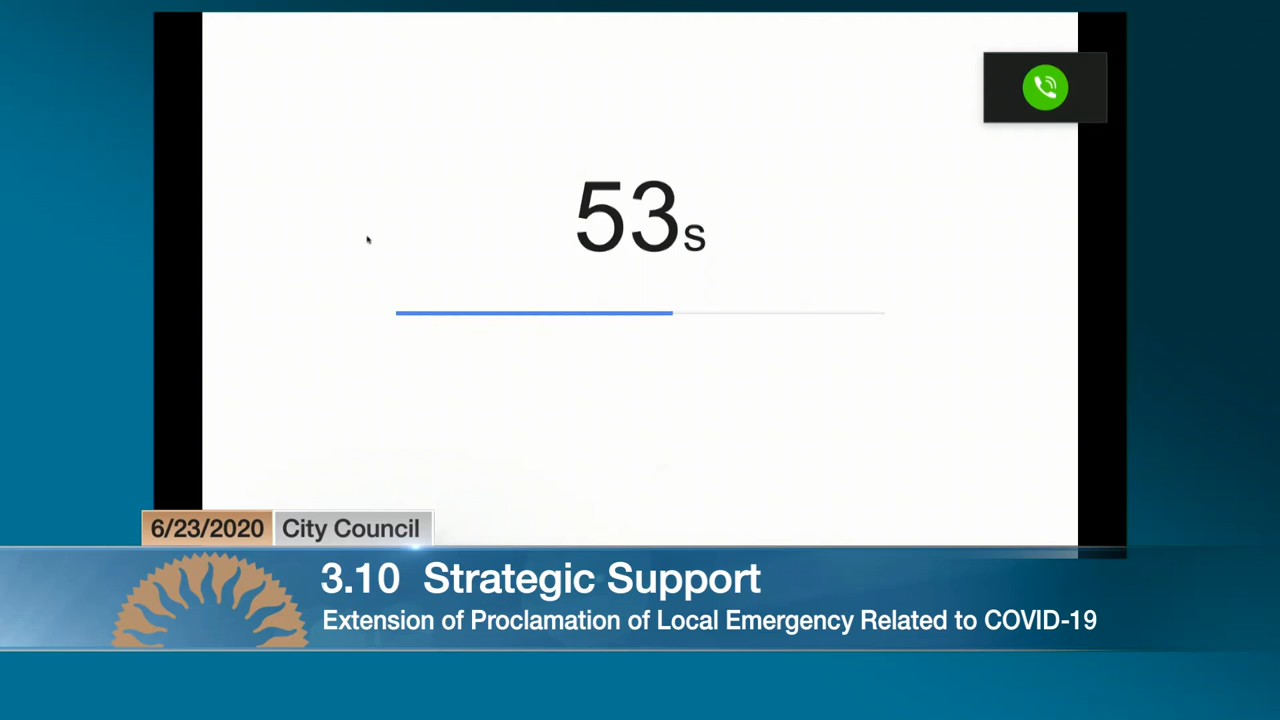 53s
6/23/2020 City Council
3.10 Strategic Support
Extension of Proclamation of Local Emergency Related to COVID-19